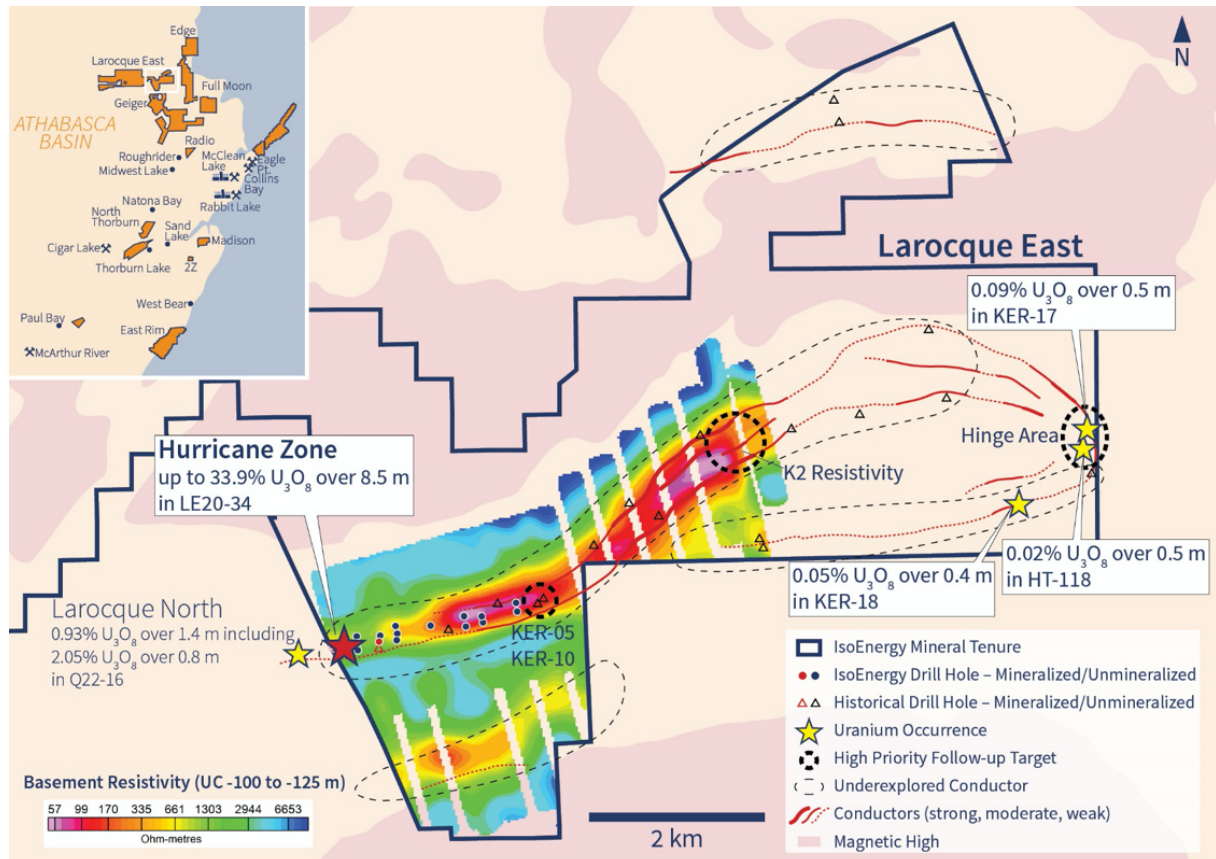 Edge
Larocque East
Full Moon
Geiger
ATHABASCA
BASIN
Radio
Roughrider
Midwest Lake
McClean
Lake
Eagle
Pt.
Collins
Bay
Rabbit Lake
Natona Bay
North
Thorburn
Sand
Lake
Cigar Lake
Madison
Thorburn Lake
2Z
West Bear
Paul Bay
East Rim
McArthur River
N
Larocque East
0.09% U3O8 over 0.5 m
in KER-17
Hinge Area
K2 Resistivity
Hurricane Zone
up to 33.9% U3O8 over 8.5 m
in LE20-34
0.05% U3O8 over 0.4 m
in KER-18
0.02% U3O8 over 0.5 m
in HT-118
Larocque North
0.93% U3O8 over 1.4 m including
2.05% U3O8 over 0.8 m
in Q22-16
KER-05
KER-10
Basement Resistivity (UC -100 to -125 m)
57 99 170 335 661 1303 2944 6653
Ohm-metres
2 km
IsoEnergy Mineral Tenure
IsoEnergy Drill Hole – Mineralized/Unmineralized
Historical Drill Hole – Mineralized/Unmineralized
Uranium Occurrence
High Priority Follow-up Target
Underexplored Conductor
Conductors (strong, moderate, weak)
Magnetic High